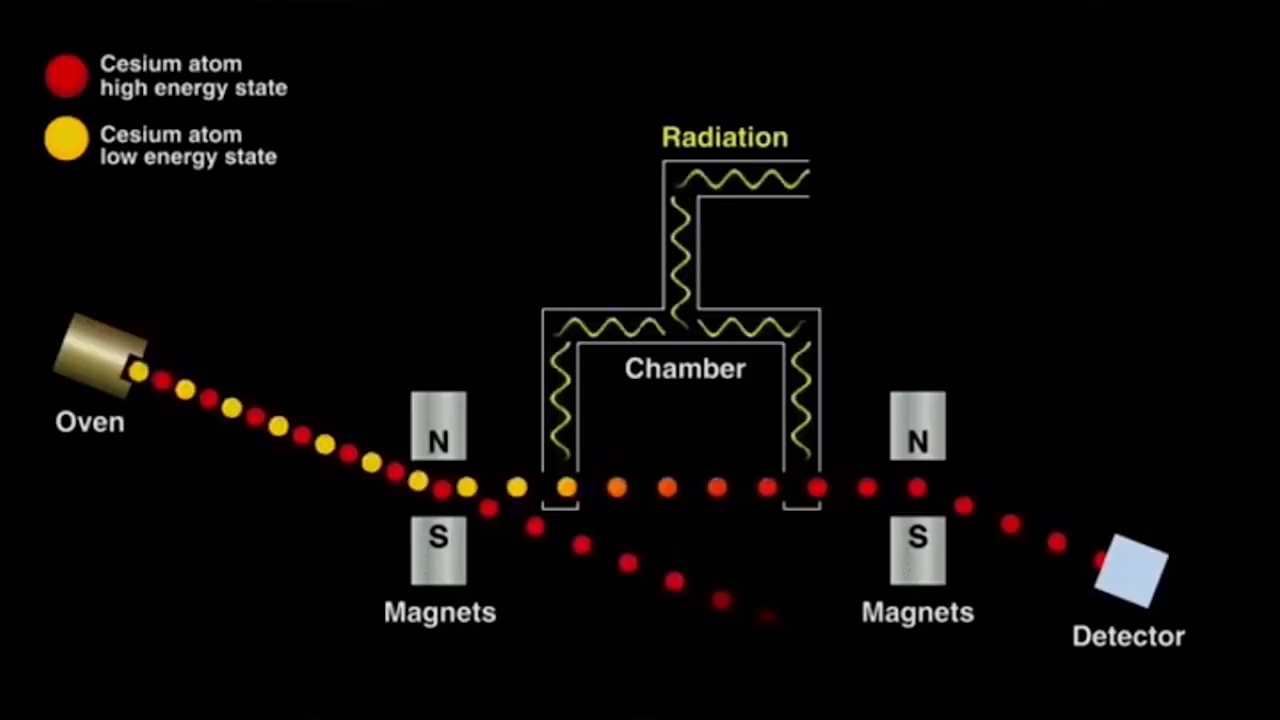 Cesium atom
high energy state
Cesium atom
low energy state
Radiation
Chamber
Oven
N
N
S
S
Magnets
Magnets
Detector